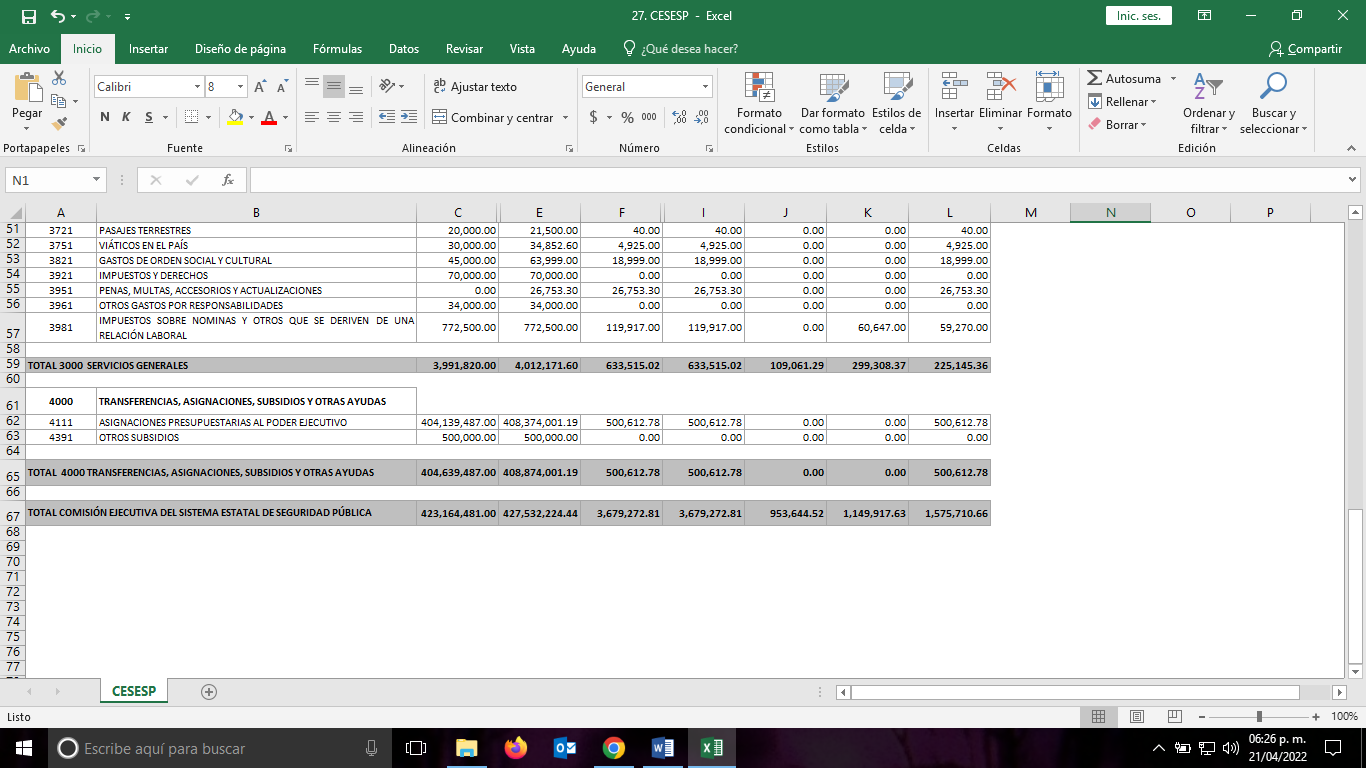 27. CESESP - Excel
Inic. ses.
Archivo Inicio Insertar Diseño de página Fórmulas Datos Revisar Vista Ayuda ¿Qué desea hacer? Compartir
Pegar
Calibri 8
Ajustar texto
General
Formato condicional
Dar formato como tabla
Estilos de celda
Insertar Eliminar Formato
Autosuma
Rellenar
Borrar
Ordenar y filtrar
Buscar y seleccionar
N K S
Combinar y centrar
$ % 000
Portapapeles Fuente Alineación Número Estilos Celdas Edición
N1 fx
A B C E F I J K L M N O P
51 3721 PASAJES TERRESTRES 20,000.00 21,500.00 40.00 40.00 0.00 0.00 40.00
52 3751 VIÁTICOS EN EL PAÍS 30,000.00 34,852.60 4,925.00 4,925.00 0.00 0.00 4,925.00
53 3821 GASTOS DE ORDEN SOCIAL Y CULTURAL 45,000.00 63,999.00 18,999.00 18,999.00 0.00 0.00 18,999.00
54 3921 IMPUESTOS Y DERECHOS 70,000.00 70,000.00 0.00 0.00 0.00 0.00 0.00
55 3951 PENAS, MULTAS, ACCESORIOS Y ACTUALIZACIONES 0.00 26,753.30 26,753.30 26,753.30 0.00 0.00 26,753.30
56 3961 OTROS GASTOS POR RESPONSABILIDADES 34,000.00 34,000.00 0.00 0.00 0.00 0.00 0.00
57 3981 IMPUESTOS SOBRE NOMINAS Y OTROS QUE SE DERIVEN DE UNA
RELACIÓN LABORAL 772,500.00 772,500.00 119,917.00 119,917.00 0.00 60,647.00 59,270.00
58
59 TOTAL 3000 SERVICIOS GENERALES 3,991,820.00 4,012,171.60 633,515.02 633,515.02 109,061.29 299,308.37 225,145.36
60
61 4000 TRANSFERENCIAS, ASIGNACIONES, SUBSIDIOS Y OTRAS AYUDAS
62 4111 ASIGNACIONES PRESUPUESTARIAS AL PODER EJECUTIVO 404,139,487.00 408,374,001.19 500,612.78 500,612.78 0.00 0.00 500,612.78
63 4391 OTROS SUBSIDIOS 500,000.00 500,000.00 0.00 0.00 0.00 0.00 0.00
64
65 TOTAL 4000 TRANSFERENCIAS, ASIGNACIONES, SUBSIDIOS Y OTRAS AYUDAS 404,639,487.00 408,874,001.19 500,612.78 500,612.78 0.00 0.00 500,612.78
66
67 TOTAL COMISIÓN EJECUTIVA DEL SISTEMA ESTATAL DE SEGURIDAD PÚBLICA 423,164,481.00 427,532,224.44 3,679,272.81 3,679,272.81 953,644.52 1,149,917.63 1,575,710.66
68
69
70
71
72
73
74
75
76
77
CESESP
Listo 100%
Escribe aquí para buscar
06:26 p. m.
21/04/2022